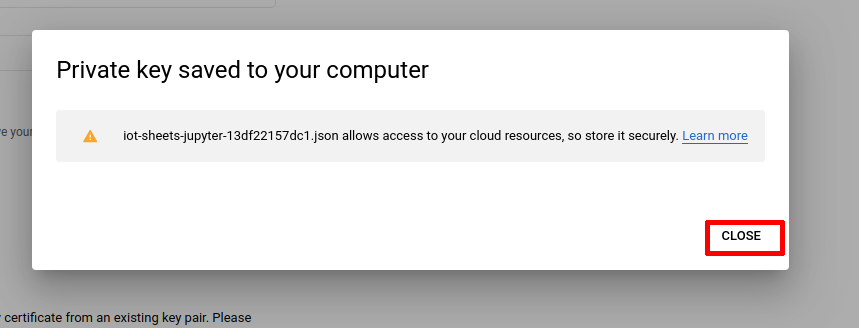 Private key saved to your computer
iot-sheets-jupyter-13df22157dc1.json allows access to your cloud resources, so store it securely. Learn more
ve your
CLOSE
certificate from an existing key pair. Please